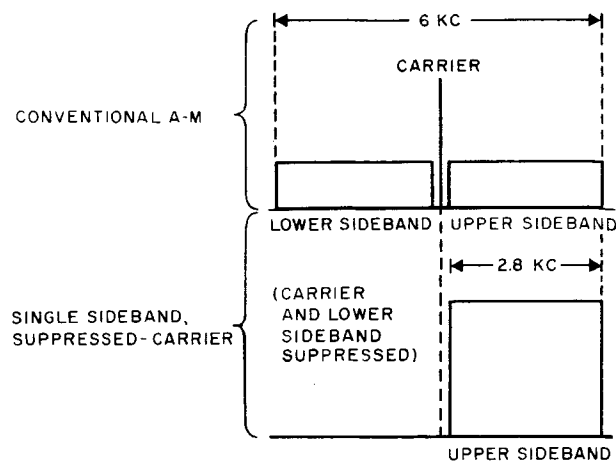 6 KC
CARRIER
CONVENTIONAL A-M
LOWER SIDEBAND
UPPER SIDEBAND
2.8 KC
SINGLE SIDEBAND,
SUPPRESSED-CARRIER
(CARRIER
AND LOWER
SIDEBAND
SUPPRESSED)
UPPER SIDEBAND